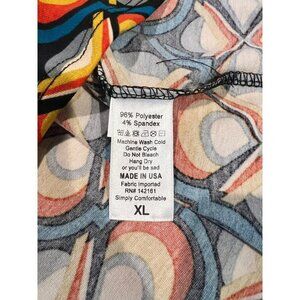 96% Polyester
4% Spandex
Machine Wash Cold
Gentle Cycle
Do Not Bleach
Hang Dry
or you'll be sad
MADE IN USA
Fabric Imported
RN# 142161
Simply Comfortable
XL